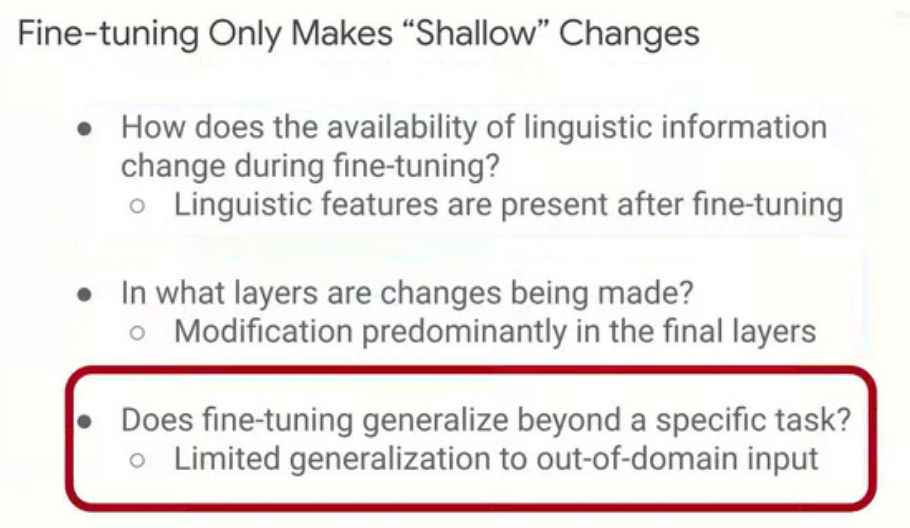 Fine-tuning Only Makes “Shallow” Changes
● How does the availability of linguistic information
change during fine-tuning?
○ Linguistic features are present after fine-tuning
● In what layers are changes being made?
○ Modification predominantly in the final layers
● Does fine-tuning generalize beyond a specific task?
○ Limited generalization to out-of-domain input